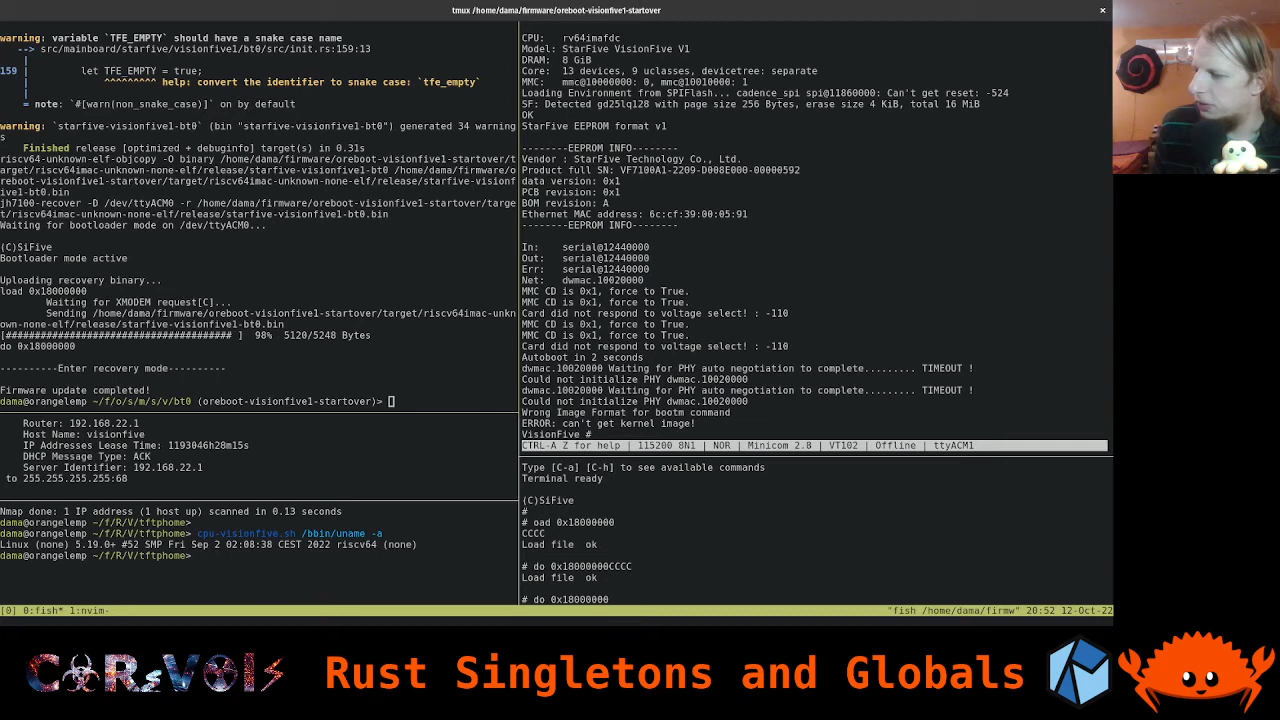 tmux /home/dama/firmware/oreboot-visionfive1-startover
×
warning: variable `TFE_EMPTY` should have a snake case name
--> src/mainboard/starfive/visionfive1/bt0/src/init.rs:159:13
|
159 |         let TFE_EMPTY = true;
|             ^^^^^^^^^ help: convert the identifier to snake case: `tfe_empty`
|
= note: `#[warn(non_snake_case)]` on by default
warning: `starfive-visionfive1-bt0` (bin "starfive-visionfive1-bt0") generated 34 warning
s
Finished release [optimized + debuginfo] target(s) in 0.31s
riscv64-unknown-elf-objcopy -O binary /home/dama/firmware/oreboot-visionfive1-startover/t
arget/riscv64imac-unknown-none-elf/release/starfive-visionfive1-bt0 /home/dama/firmware/o
reboot-visionfive1-startover/target/riscv64imac-unknown-none-elf/release/starfive-visionf
ive1-bt0.bin
jh7100-recover -D /dev/ttyACM0 -r /home/dama/firmware/oreboot-visionfive1-startover/targe
t/riscv64imac-unknown-none-elf/release/starfive-visionfive1-bt0.bin
Waiting for bootloader mode on /dev/ttyACM0...
(C)SiFive
Bootloader mode active
Uploading recovery binary...
load 0x18000000
Waiting for XMODEM request[C]...
Sending /home/dama/firmware/oreboot-visionfive1-startover/target/riscv64imac-unkn
own-none-elf/release/starfive-visionfive1-bt0.bin
[###################################### ]  98%  5120/5248 Bytes
do 0x18000000
----------Enter recovery mode---------
Firmware update completed!
dama@orangelemp ~/f/o/s/m/s/v/bt0 (oreboot-visionfive1-startover)>
Router: 192.168.22.1
Host Name: visionfive
IP Addresses Lease Time: 1193046h28m15s
DHCP Message Type: ACK
Server Identifier: 192.168.22.1
to 255.255.255.255:68
Nmap done: 1 IP address (1 host up) scanned in 0.13 seconds
dama@orangelemp ~/f/R/V/tftphome>
dama@orangelemp ~/f/R/V/tftphome> cpu-visionfive.sh /bbin/uname -a
Linux (none) 5.19.0+ #52 SMP Fri Sep 2 02:08:38 CEST 2022 riscv64 (none)
dama@orangelemp ~/f/R/V/tftphome>
CPU:   rv64imafdc
Model: StarFive VisionFive V1
DRAM:  8 GiB
Core:  13 devices, 9 uclasses, devicetree: separate
MMC:   mmc@10000000: 0, mmc@10010000: 1
Loading Environment from SPIFlash... cadence_spi spi@11860000: Can't get reset: -524
SF: Detected gd25lq128 with page size 256 Bytes, erase size 4 KiB, total 16 MiB
OK
StarFive EEPROM format v1
--------EEPROM INFO--------
Vendor : StarFive Technology Co., Ltd.
Product full SN: VF7100A1-2209-D008E000-00000592
data version: 0x1
PCB revision: 0x1
BOM revision: A
Ethernet MAC address: 6c:cf:39:00:05:91
--------EEPROM INFO--------
In:    serial@12440000
Out:   serial@12440000
Err:   serial@12440000
Net:   dwmac.10020000
MMC CD is 0x1, force to True.
MMC CD is 0x1, force to True.
Card did not respond to voltage select! : -110
MMC CD is 0x1, force to True.
MMC CD is 0x1, force to True.
Card did not respond to voltage select! : -110
Autoboot in 2 seconds
dwmac.10020000 Waiting for PHY auto negotiation to complete......... TIMEOUT !
Could not initialize PHY dwmac.10020000
dwmac.10020000 Waiting for PHY auto negotiation to complete......... TIMEOUT !
Could not initialize PHY dwmac.10020000
Wrong Image Format for bootm command
ERROR: can't get kernel image!
VisionFive #
CTRL-A Z for help | 115200 8N1 | NOR | Minicom 2.8 | VT102 | Offline | ttyACM1
Type [C-a] [C-h] to see available commands
Terminal ready
(C)SiFive
#
# oad 0x18000000
CCCC
Load file  ok
# do 0x18000000CCCC
Load file  ok
# do 0x18000000
[0] 0:fish* 1:nvim-
"fish /home/dama/firmw" 20:52 12-Oct-22
Rust Singletons and Globals